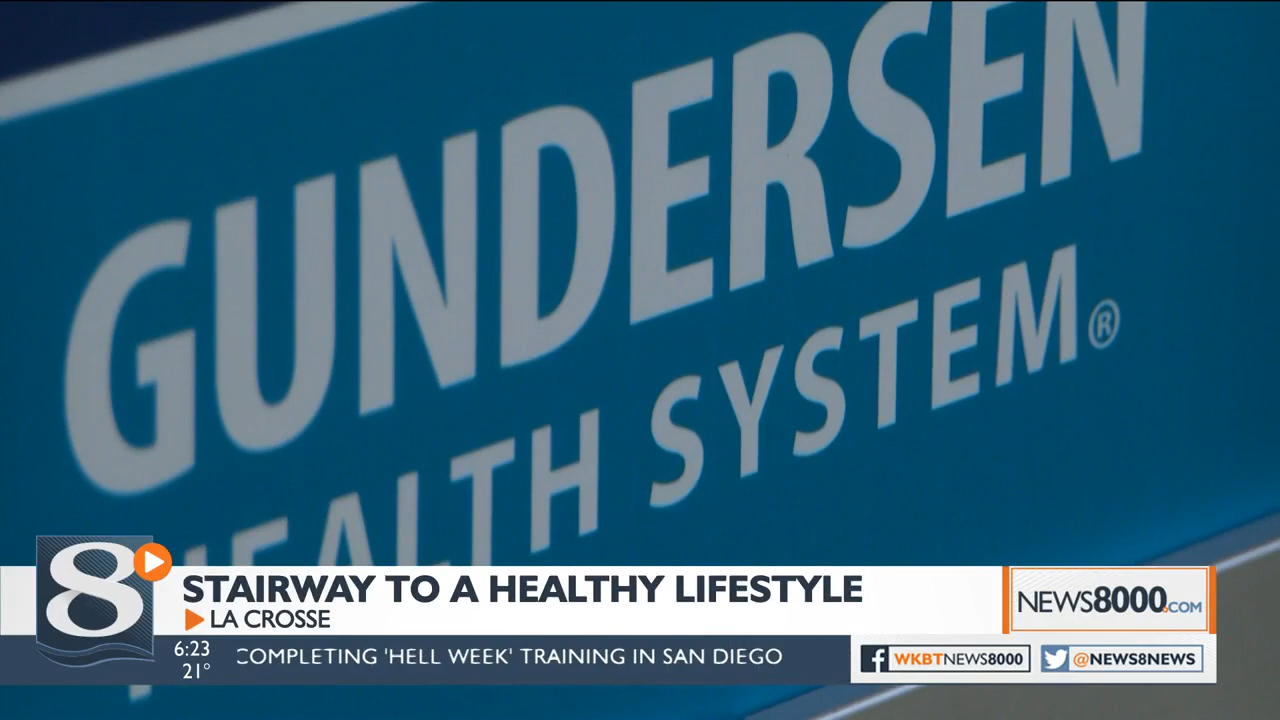 GUNDERSEN
HEALTH SYSTEM®
8
STAIRWAY TO A HEALTHY LIFESTYLE
LA CROSSE
NEWS8000.COM
6:23
21°
COMPLETING 'HELL WEEK' TRAINING IN SAN DIEGO
WKBTNEWS8000
@NEWS8NEWS